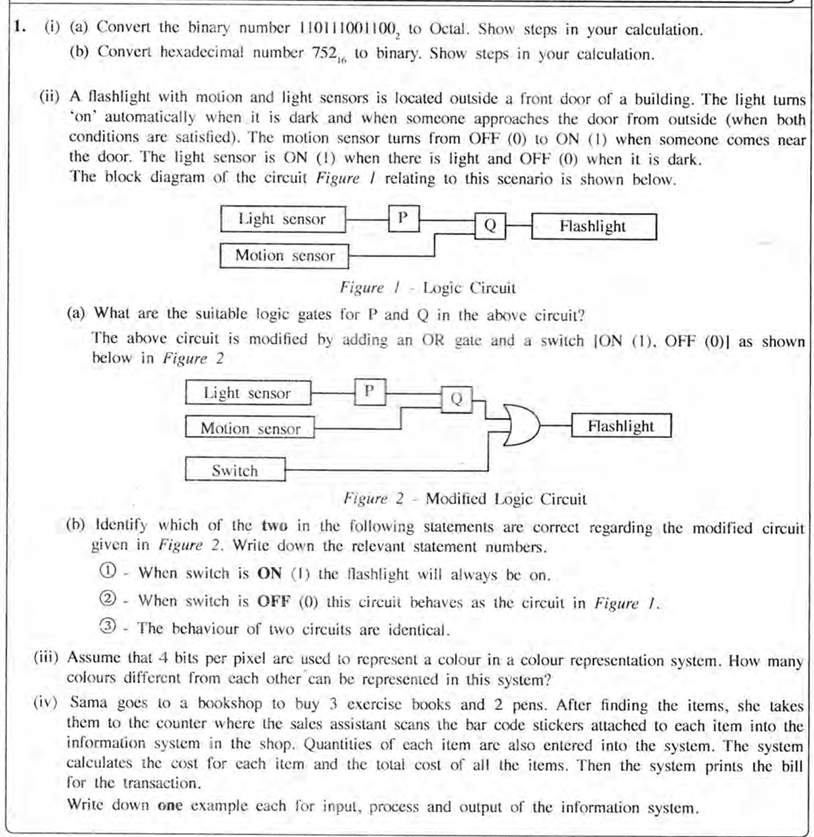 1. (i) (a) Convert the binary number 110111001100₂ to Octal. Show steps in your calculation.
(b) Convert hexadecimal number 752₁₆ to binary. Show steps in your calculation.
(ii) A flashlight with motion and light sensors is located outside a front door of a building. The light turns
‘on’ automatically when it is dark and when someone approaches the door from outside (when both
conditions are satisfied). The motion sensor turns from OFF (0) to ON (1) when someone comes near
the door. The light sensor is ON (1) when there is light and OFF (0) when it is dark.
The block diagram of the circuit Figure 1 relating to this scenario is shown below.
Light sensor
P
Q
Flashlight
Motion sensor
Figure 1 - Logic Circuit
(a) What are the suitable logic gates for P and Q in the above circuit?
The above circuit is modified by adding an OR gate and a switch [ON (1), OFF (0)] as shown
below in Figure 2
Light sensor
P
Q
Motion sensor
Flashlight
Switch
Figure 2 - Modified Logic Circuit
(b) Identify which of the two in the following statements are correct regarding the modified circuit
given in Figure 2. Write down the relevant statement numbers.
① - When switch is ON (1) the flashlight will always be on.
② - When switch is OFF (0) this circuit behaves as the circuit in Figure 1.
③ - The behaviour of two circuits are identical.
(iii) Assume that 4 bits per pixel are used to represent a colour in a colour representation system. How many
colours different from each other can be represented in this system?
(iv) Sama goes to a bookshop to buy 3 exercise books and 2 pens. After finding the items, she takes
them to the counter where the sales assistant scans the bar code stickers attached to each item into the
information system in the shop. Quantities of each item are also entered into the system. The system
calculates the cost for each item and the total cost of all the items. Then the system prints the bill
for the transaction.
Write down one example each for input, process and output of the information system.